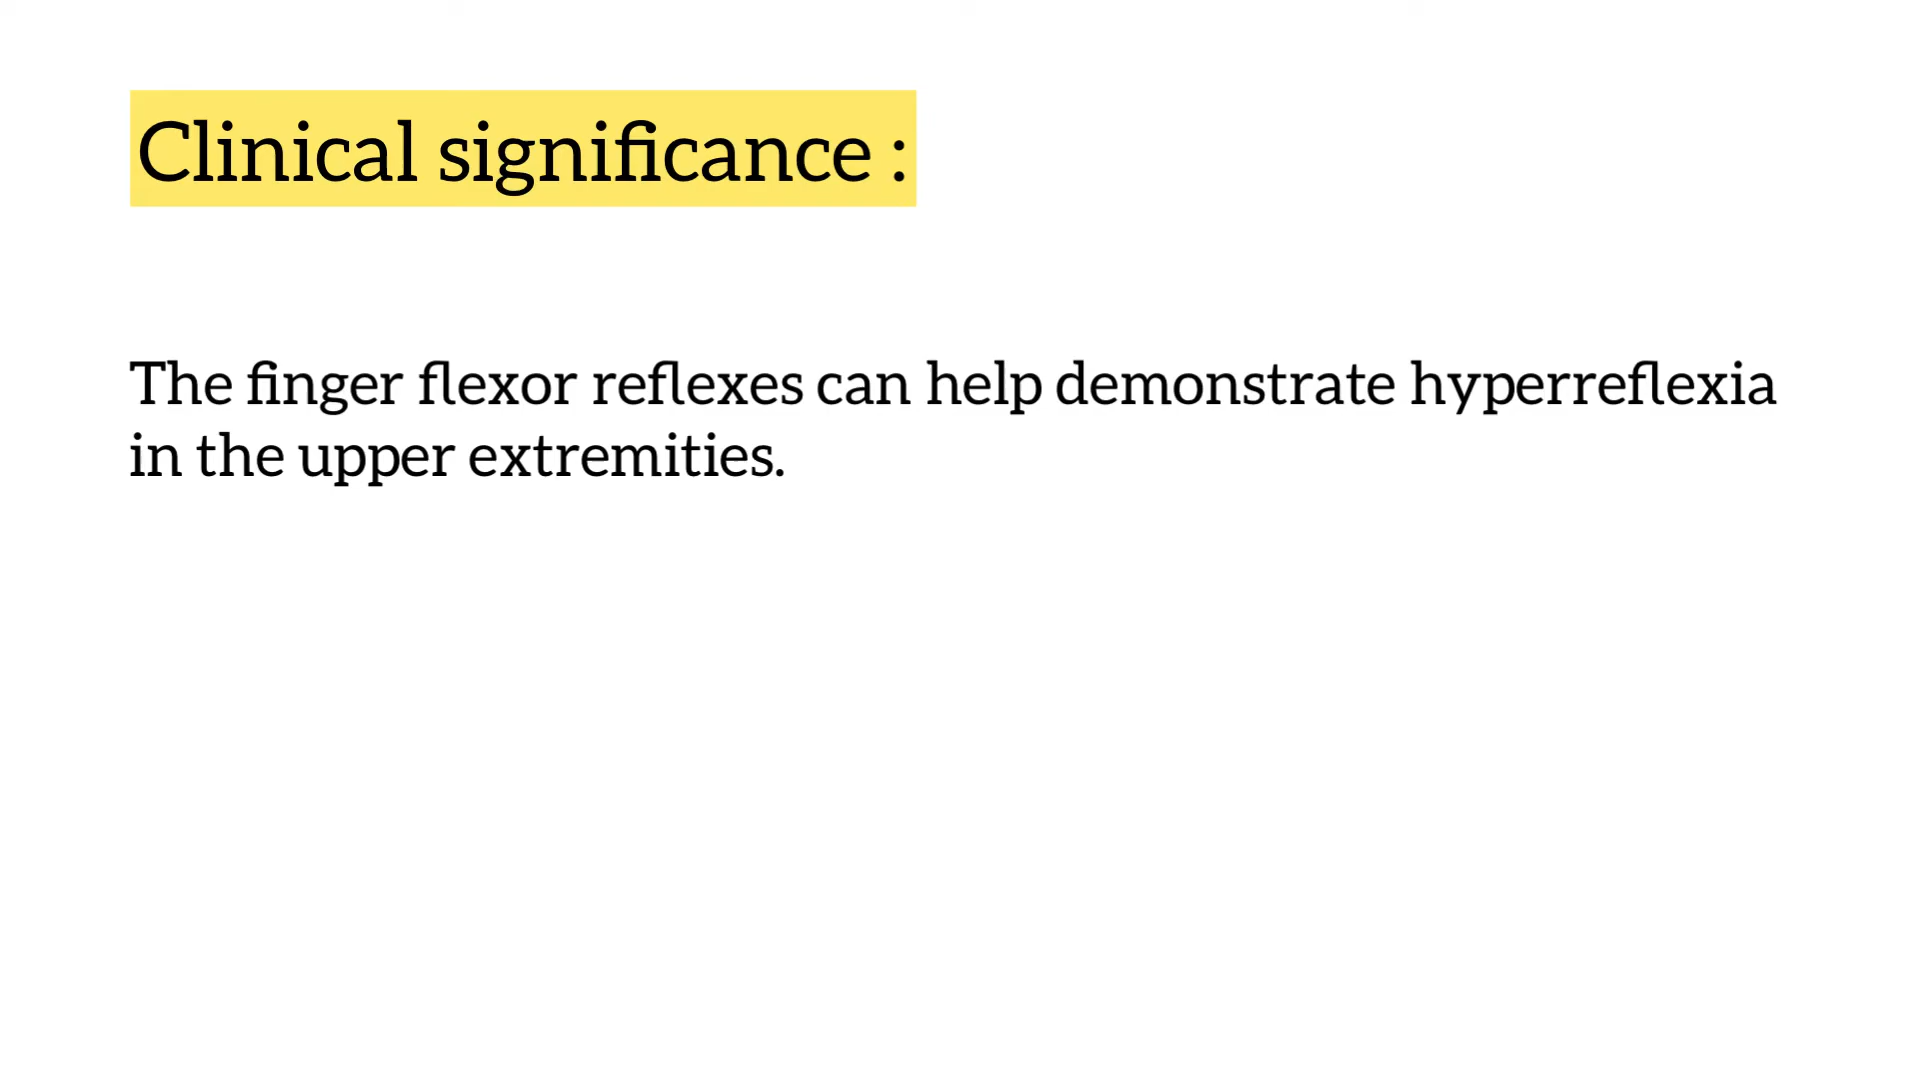 Clinical significance :
The finger flexor reflexes can help demonstrate hyperreflexia
in the upper extremities.